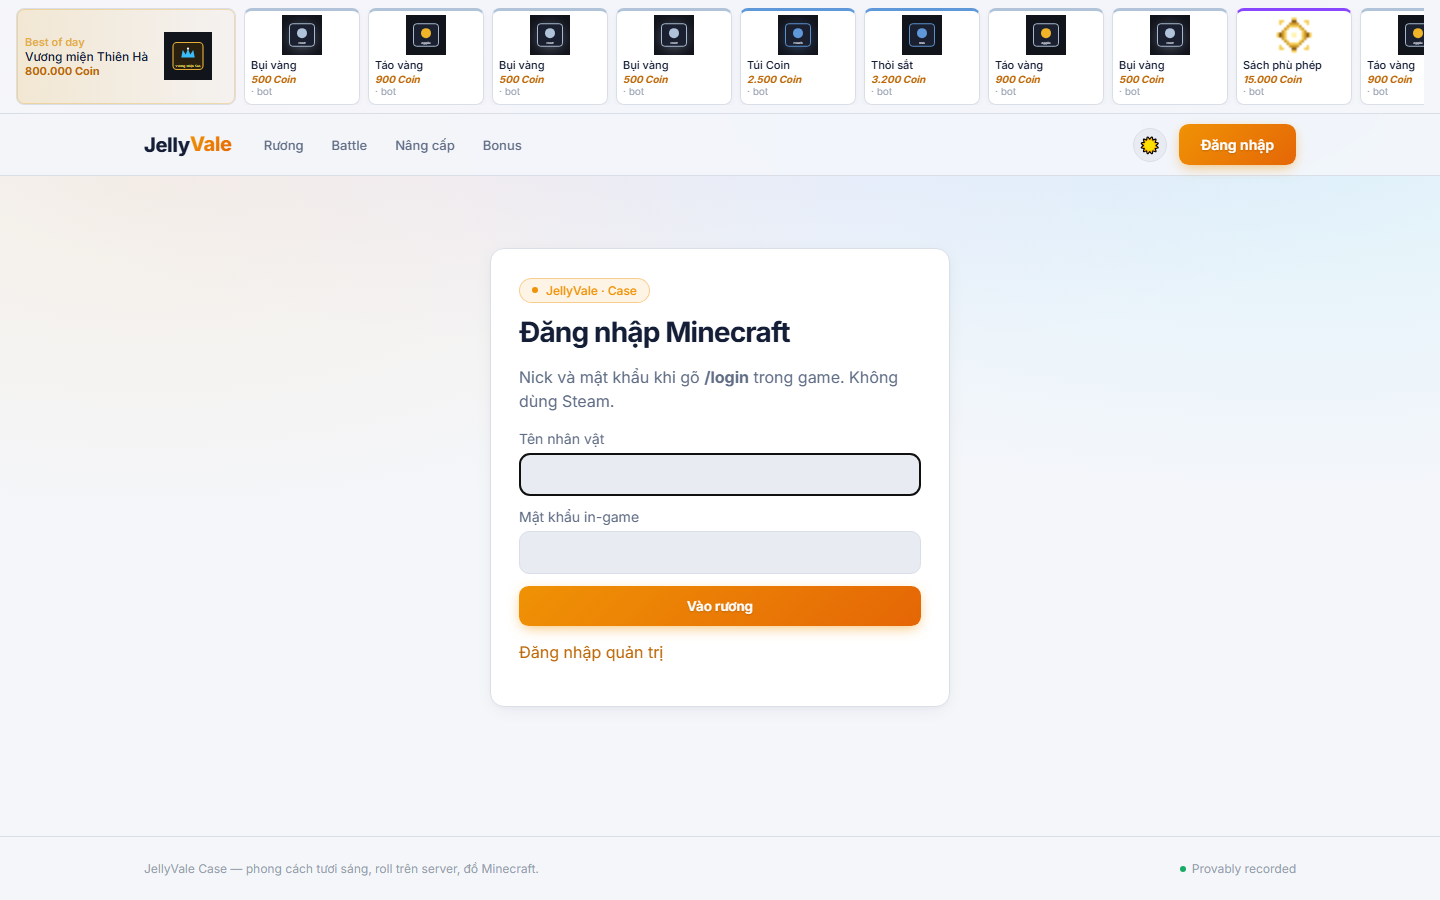 Best of day
Vương miện Thiên Hà
800.000 Coin
Bụi vàng
500 Coin
· bot
Táo vàng
900 Coin
· bot
Bụi vàng
500 Coin
· bot
Bụi vàng
500 Coin
· bot
Túi Coin
2.500 Coin
· bot
Thỏi sắt
3.200 Coin
· bot
Táo vàng
900 Coin
· bot
Bụi vàng
500 Coin
· bot
Sách phù phép
15.000 Coin
· bot
Táo vàng
900 Coin
· bot
JellyVale
Rương
Battle
Nâng cấp
Bonus
Đăng nhập
JellyVale · Case
Đăng nhập Minecraft
Nick và mật khẩu khi gõ /login trong game. Không
dùng Steam.
Tên nhân vật
Mật khẩu in-game
Vào rương
Đăng nhập quản trị
JellyVale Case — phong cách tươi sáng, roll trên server, đồ Minecraft.
Provably recorded